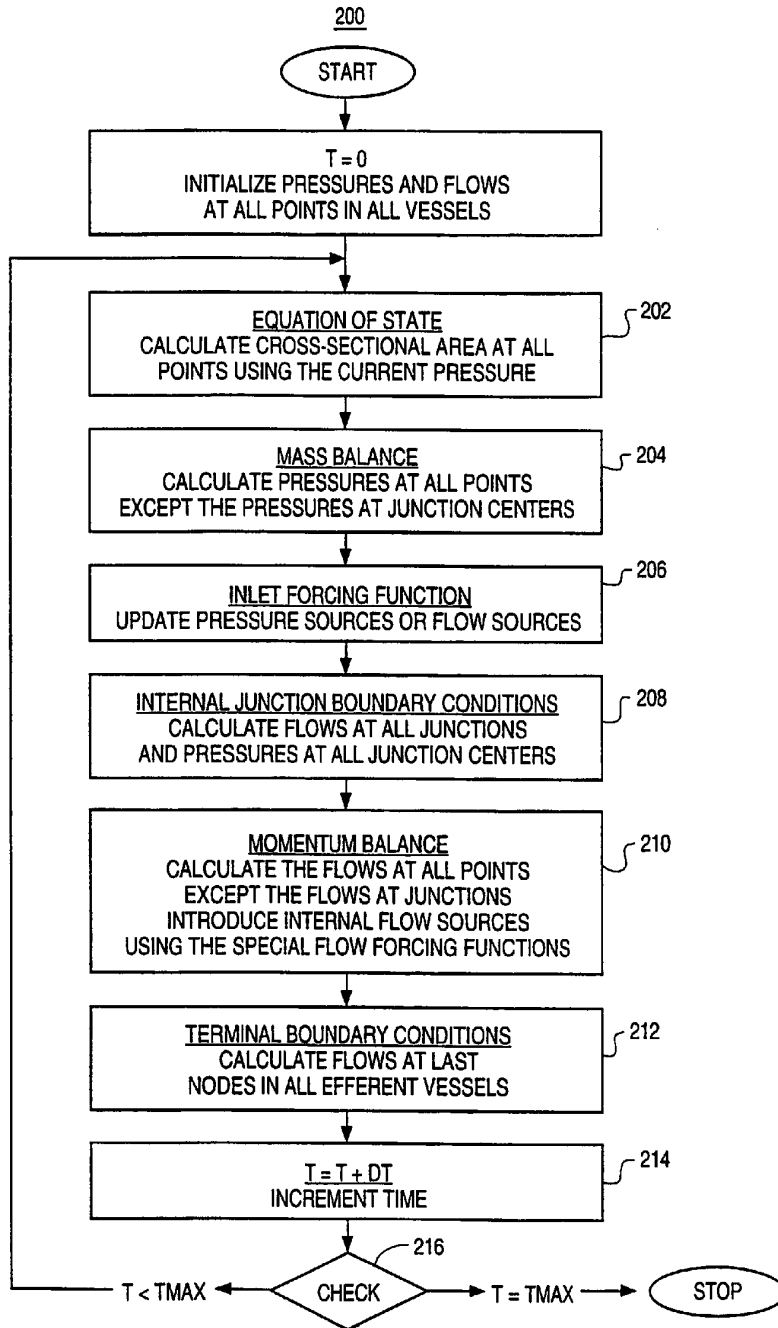 200
START
T = 0
INITIALIZE PRESSURES AND FLOWS
AT ALL POINTS IN ALL VESSELS
EQUATION OF STATE
CALCULATE CROSS-SECTIONAL AREA AT ALL
POINTS USING THE CURRENT PRESSURE
202
MASS BALANCE
CALCULATE PRESSURES AT ALL POINTS
EXCEPT THE PRESSURES AT JUNCTION CENTERS
204
INLET FORCING FUNCTION
UPDATE PRESSURE SOURCES OR FLOW SOURCES
206
INTERNAL JUNCTION BOUNDARY CONDITIONS
CALCULATE FLOWS AT ALL JUNCTIONS
AND PRESSURES AT ALL JUNCTION CENTERS
208
MOMENTUM BALANCE
CALCULATE THE FLOWS AT ALL POINTS
EXCEPT THE FLOWS AT JUNCTIONS
INTRODUCE INTERNAL FLOW SOURCES
USING THE SPECIAL FLOW FORCING FUNCTIONS
210
TERMINAL BOUNDARY CONDITIONS
CALCULATE FLOWS AT LAST
NODES IN ALL EFFERENT VESSELS
212
T = T + DT
INCREMENT TIME
214
216
T < TMAX
CHECK
T = TMAX
STOP